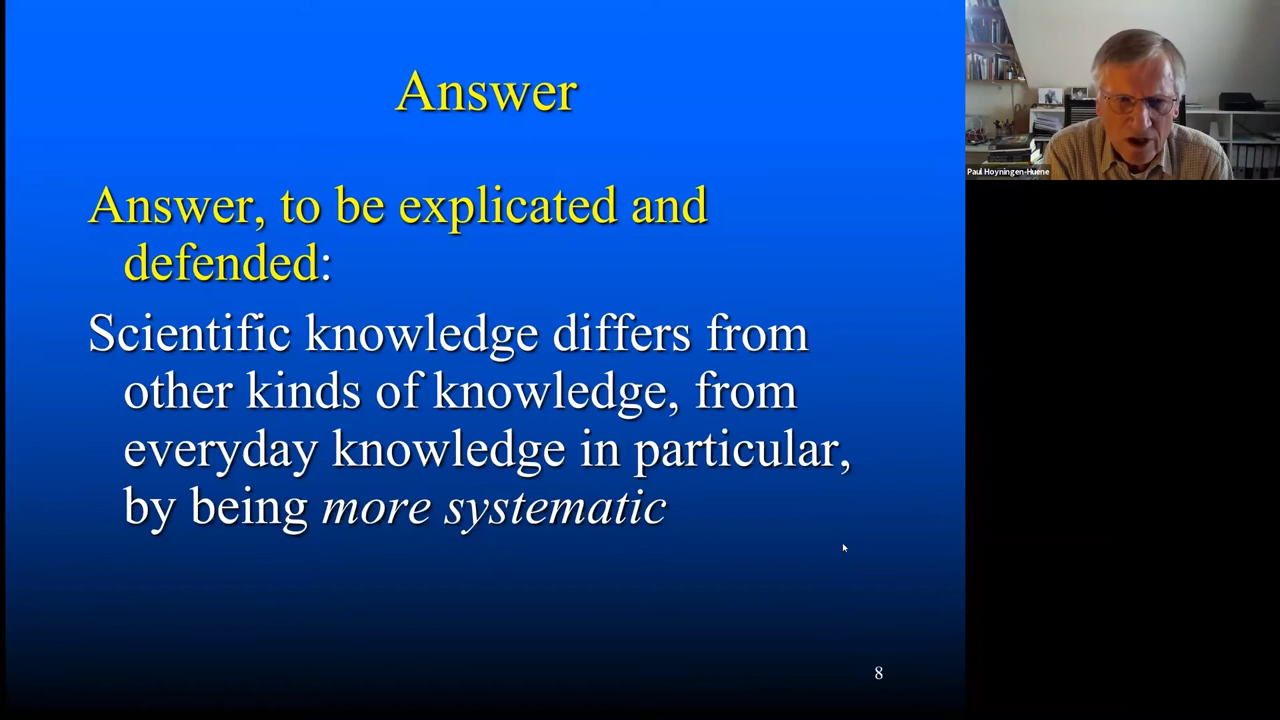 Answer
Answer, to be explicated and
defended:
Scientific knowledge differs from
other kinds of knowledge, from
everyday knowledge in particular,
by being more systematic
8
Paul Hoyningen-Huene